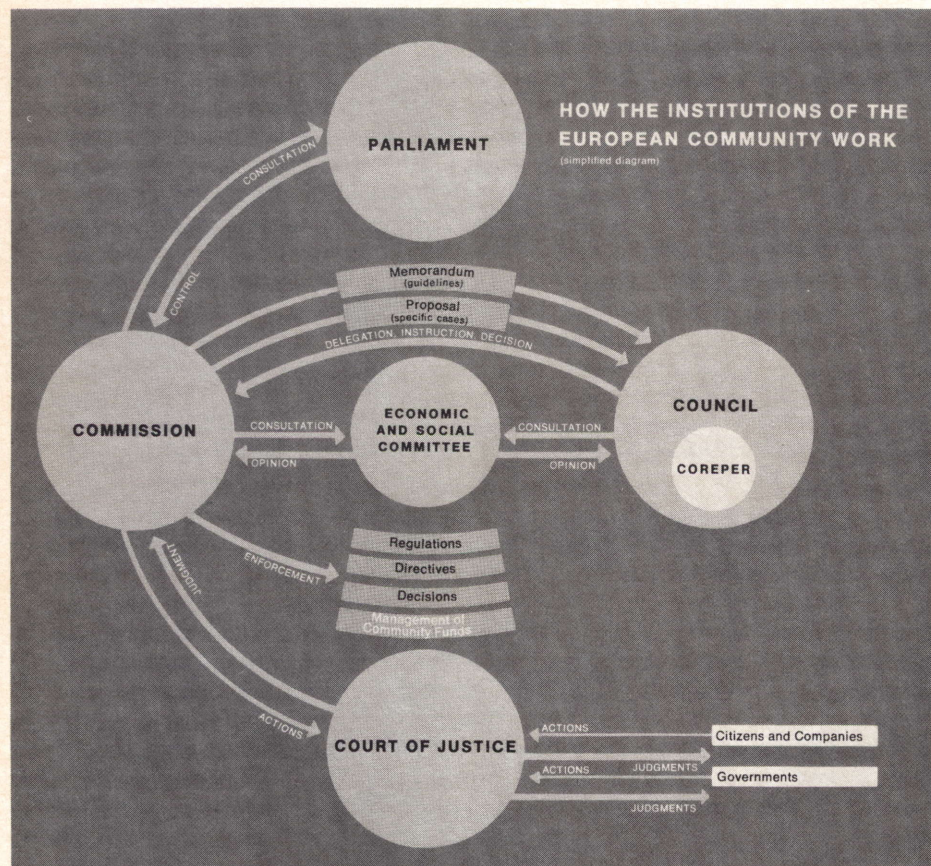 HOW THE INSTITUTIONS OF THE
EUROPEAN COMMUNITY WORK
(simplified diagram)
PARLIAMENT
CONSULTATION
CONTROL
Memorandum
(guidelines)
Proposal
(specific cases)
DELEGATION, INSTRUCTION, DECISION
COMMISSION
CONSULTATION
OPINION
ECONOMIC
AND SOCIAL
COMMITTEE
CONSULTATION
OPINION
COUNCIL
COREPER
ENFORCEMENT
Regulations
Directives
Decisions
Management of
Community Funds
JUDGMENT
ACTIONS
COURT OF JUSTICE
ACTIONS
Citizens and Companies
JUDGMENTS
ACTIONS
Governments
JUDGMENTS